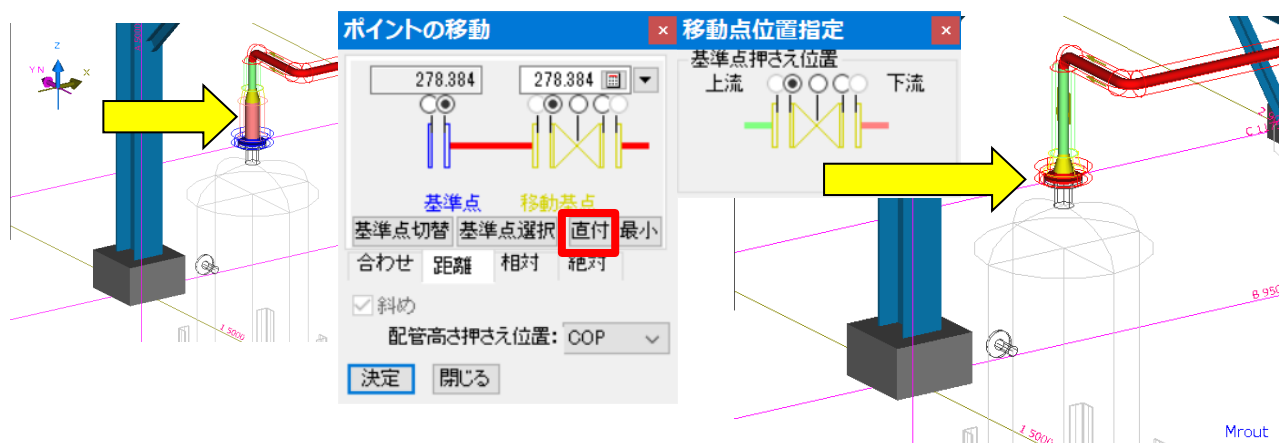 Z
Y N
X
1 5000
ポイントの移動
278.384
278.384
基準点
移動基点
基準点切替
基準点選択
直付
最小
合わせ
距離
相対
絶対
斜め
配管高さ押さえ位置:
COP
決定
閉じる
移動点位置指定
基準点押さえ位置
上流
下流
B 950
1 5000
Mrout